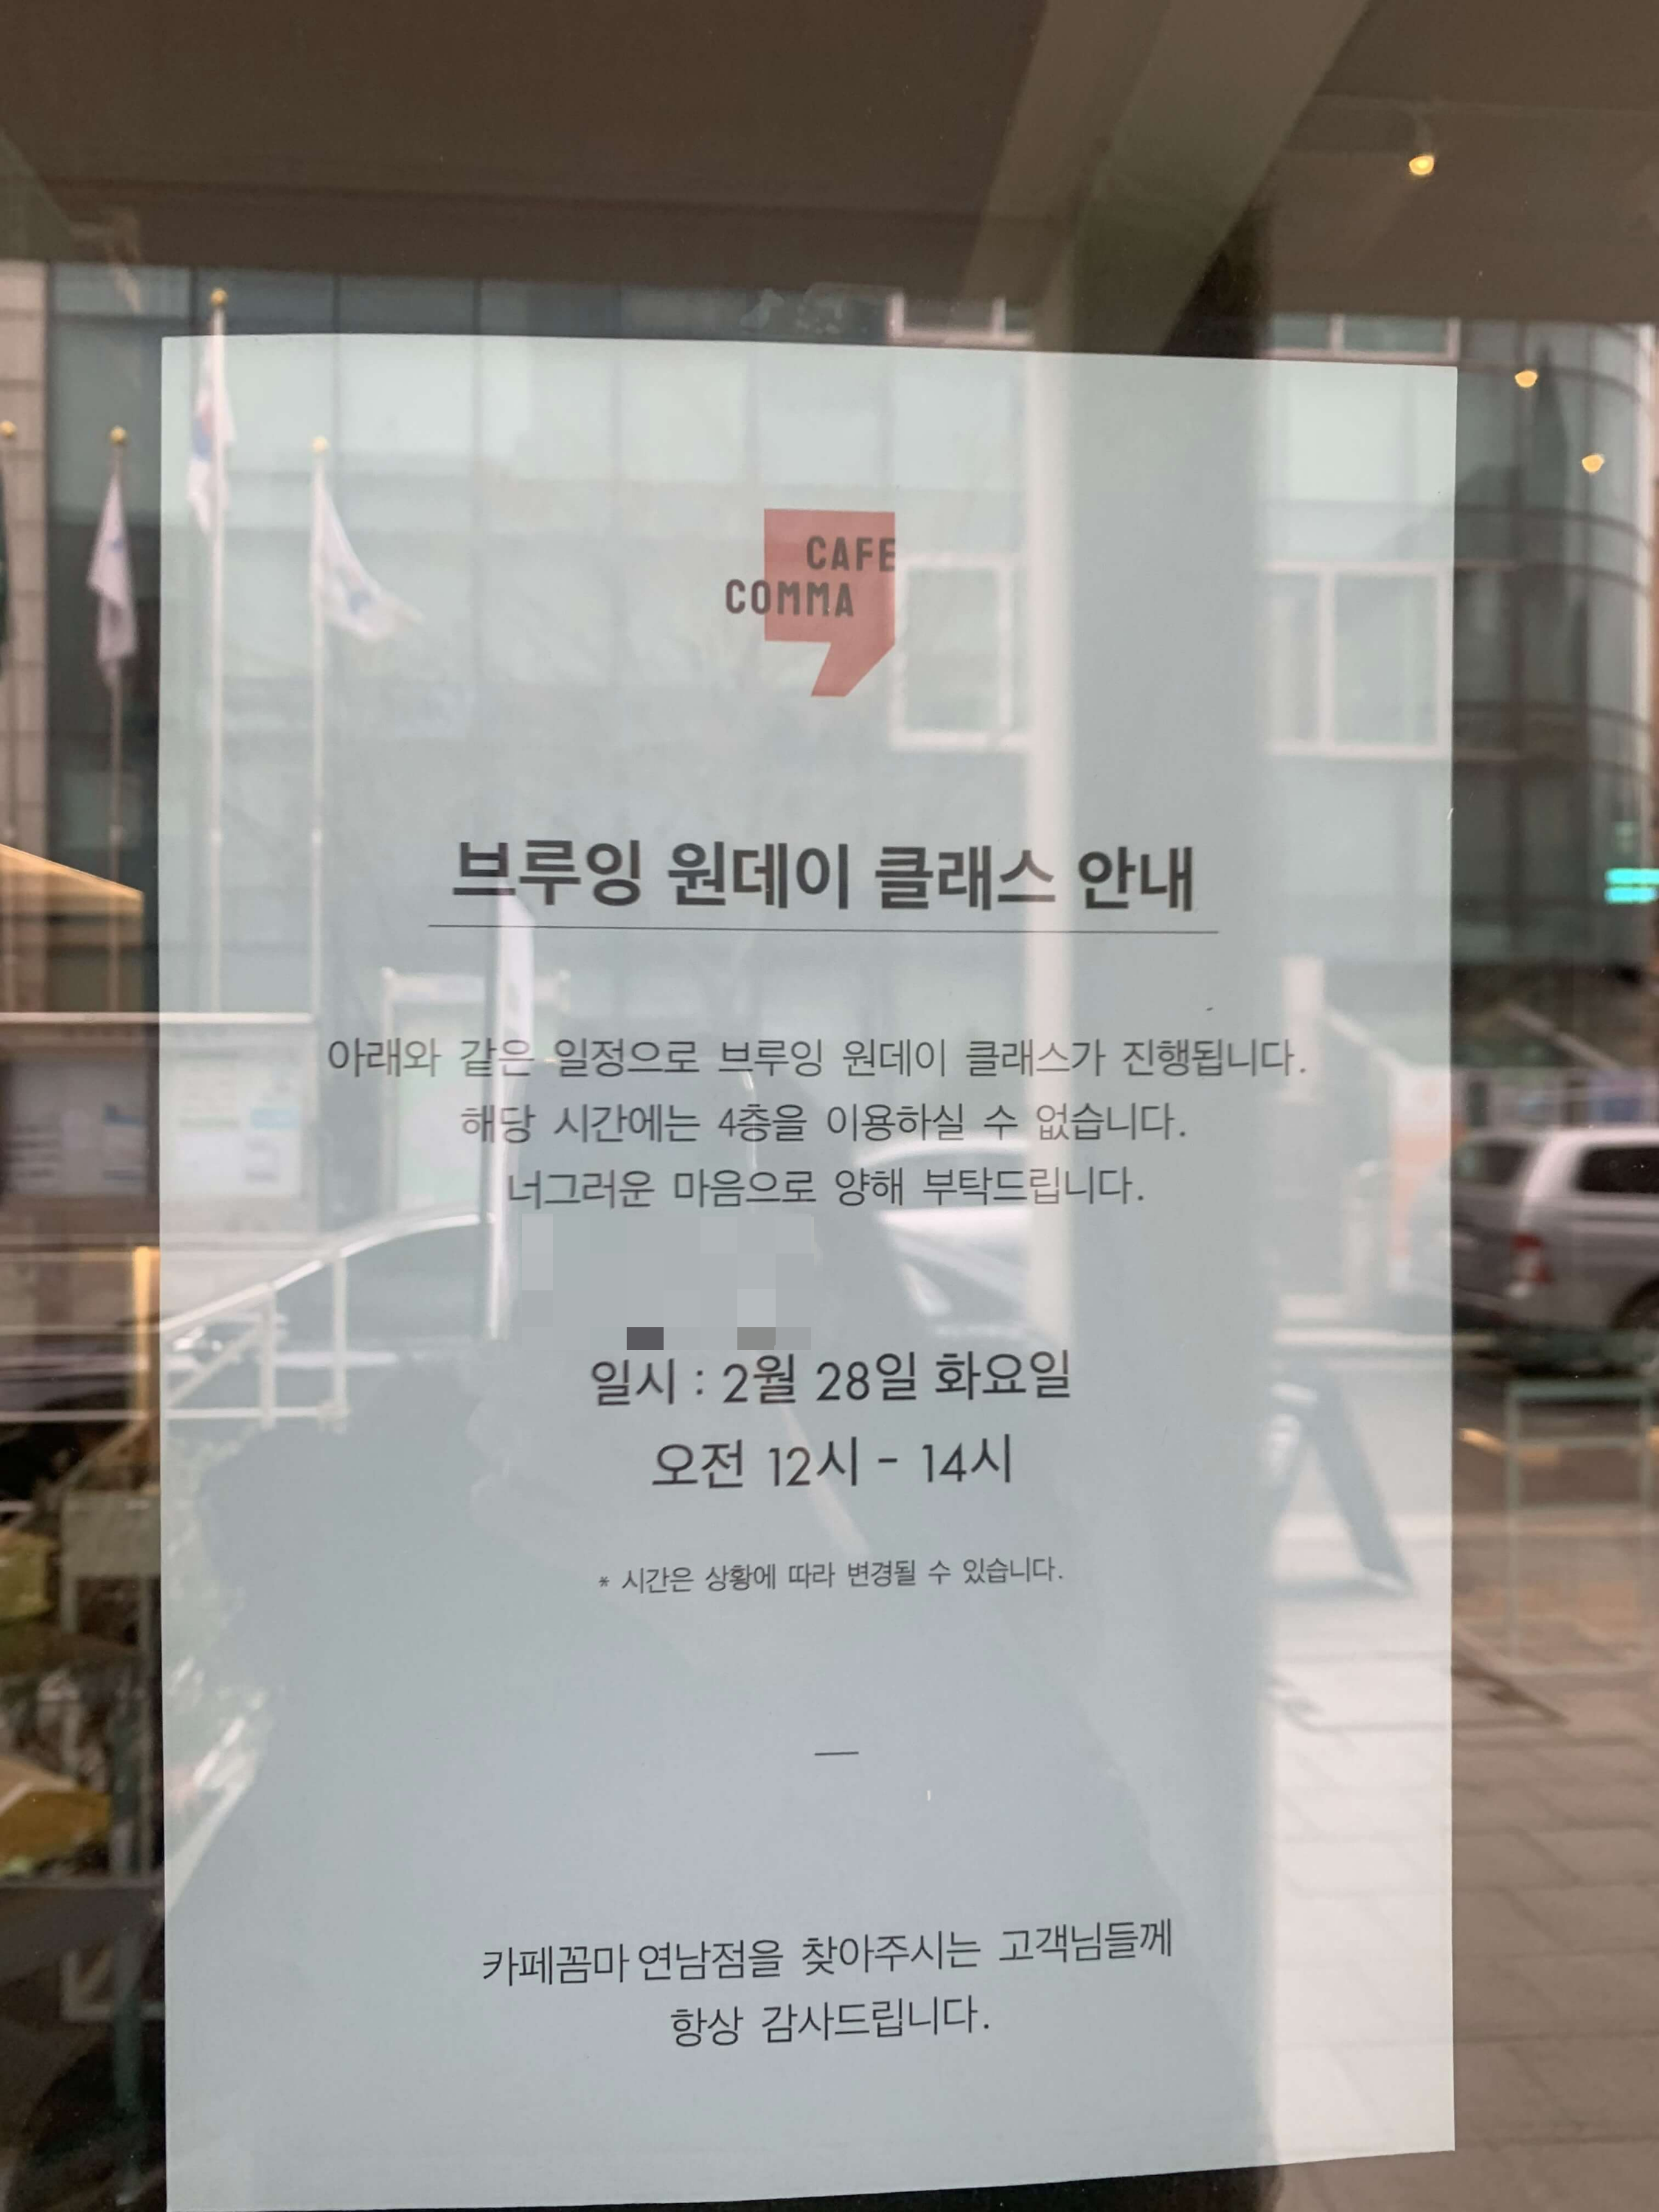 CAFE
COMMA
브루잉 원데이 클래스 안내
아래와 같은 일정으로 브루잉 원데이 클래스가 진행됩니다.
해당 시간에는 4층을 이용하실 수 없습니다.
너그러운 마음으로 양해 부탁드립니다.
일시 : 2월 28일 화요일
오전 12시 - 14시
* 시간은 상황에 따라 변경될 수 있습니다.
카페꼼마 연남점을 찾아주시는 고객님들께
항상 감사드립니다.